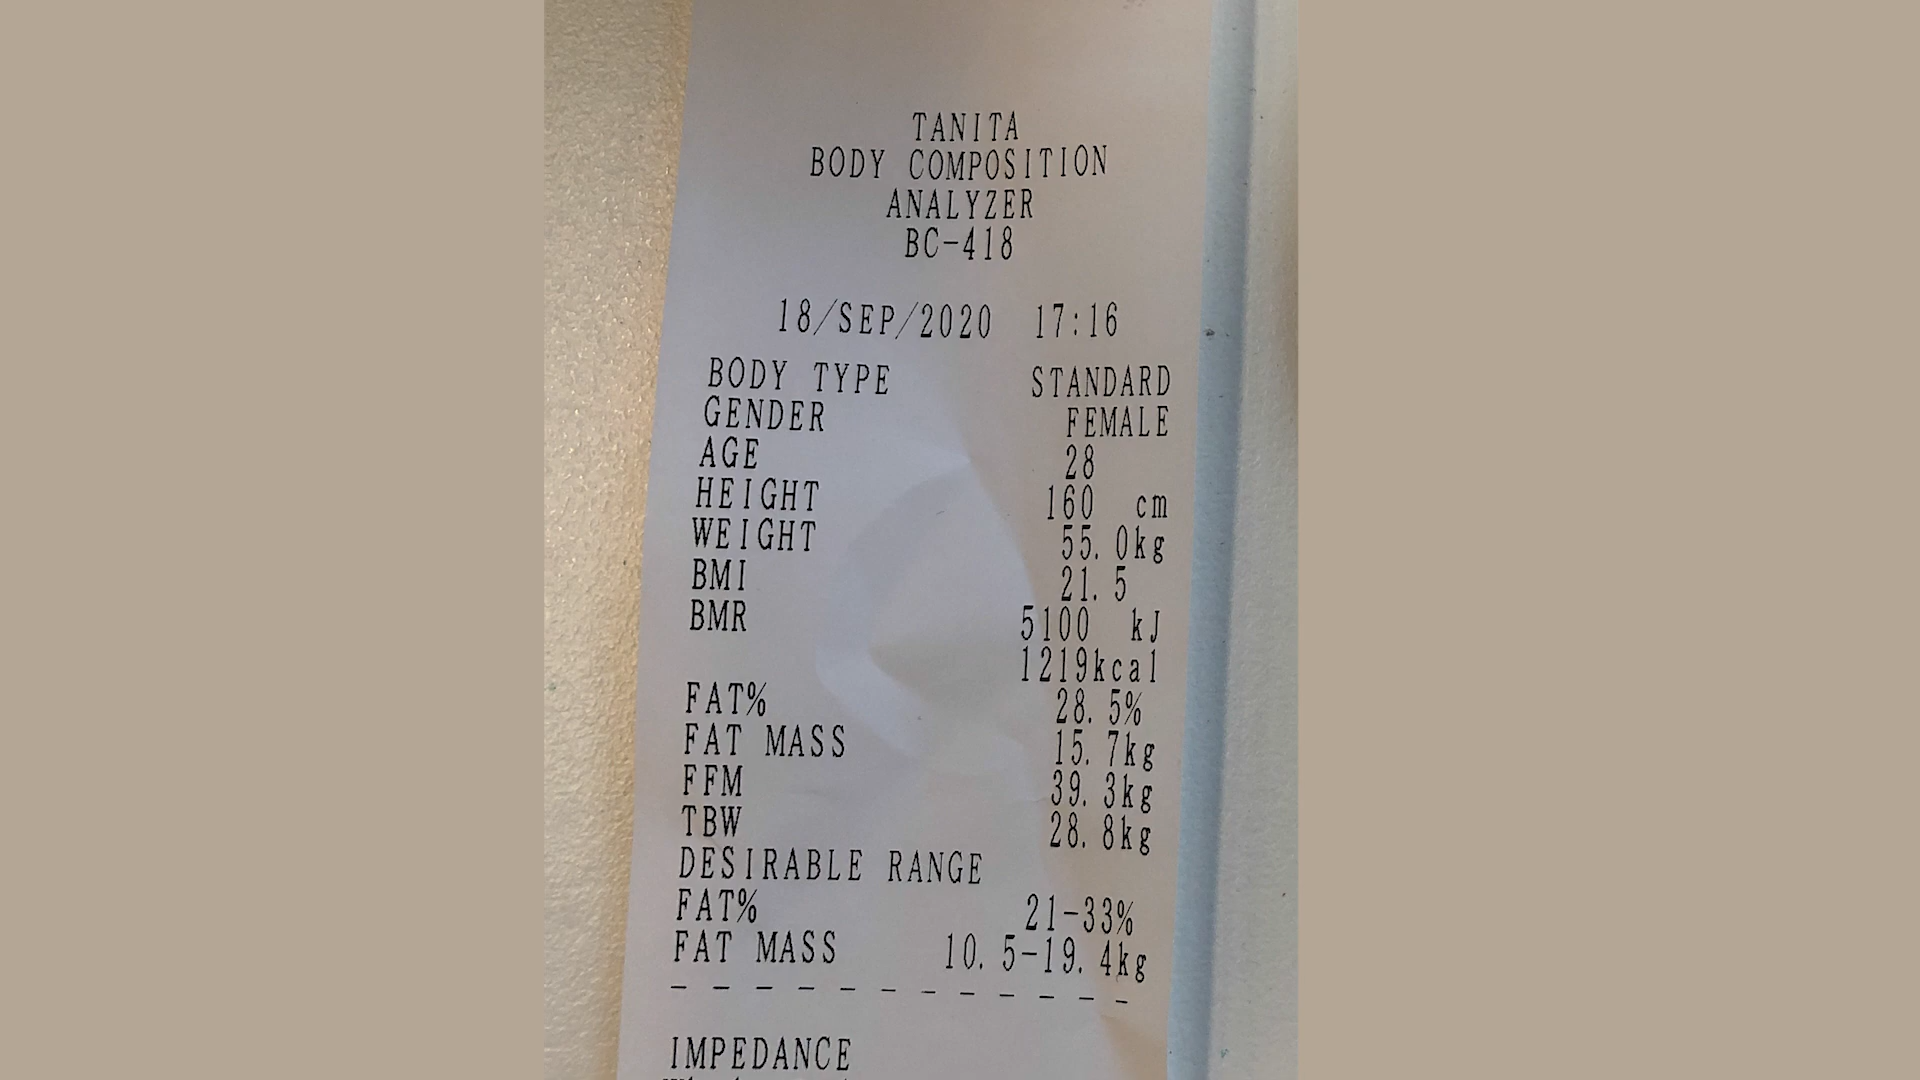 TANITA
BODY COMPOSITION
ANALYZER
BC-418
18/SEP/2020 17:16
BODY TYPE STANDARD
GENDER FEMALE
AGE 28
HEIGHT 160 cm
WEIGHT 55.0kg
BMI 21.5
BMR 5100 kJ
1219kcal
FAT% 28.5%
FAT MASS 15.7kg
FFM 39.3kg
TBW 28.8kg
DESIRABLE RANGE
FAT% 21-33%
FAT MASS 10.5-19.4kg
- - - - - - - - - - - -
IMPEDANCE